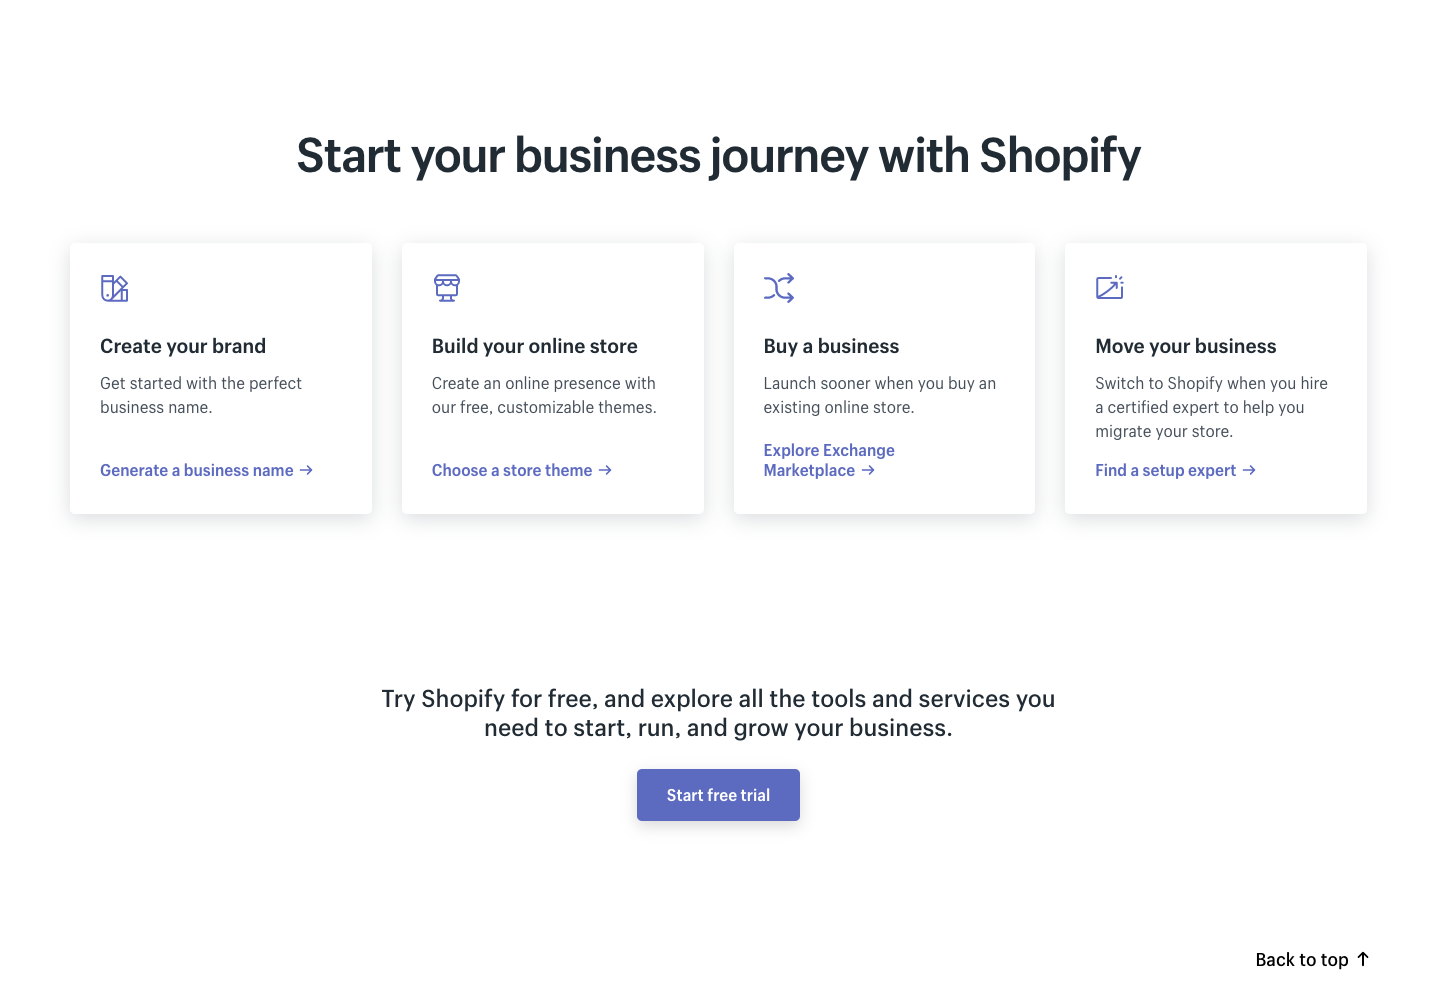 Start your business journey with Shopify
Create your brand
Get started with the perfect
business name.
Generate a business name →
Build your online store
Create an online presence with
our free, customizable themes.
Choose a store theme →
Buy a business
Launch sooner when you buy an
existing online store.
Explore Exchange
Marketplace →
Move your business
Switch to Shopify when you hire
a certified expert to help you
migrate your store.
Find a setup expert →
Try Shopify for free, and explore all the tools and services you
need to start, run, and grow your business.
Start free trial
Back to top ↑